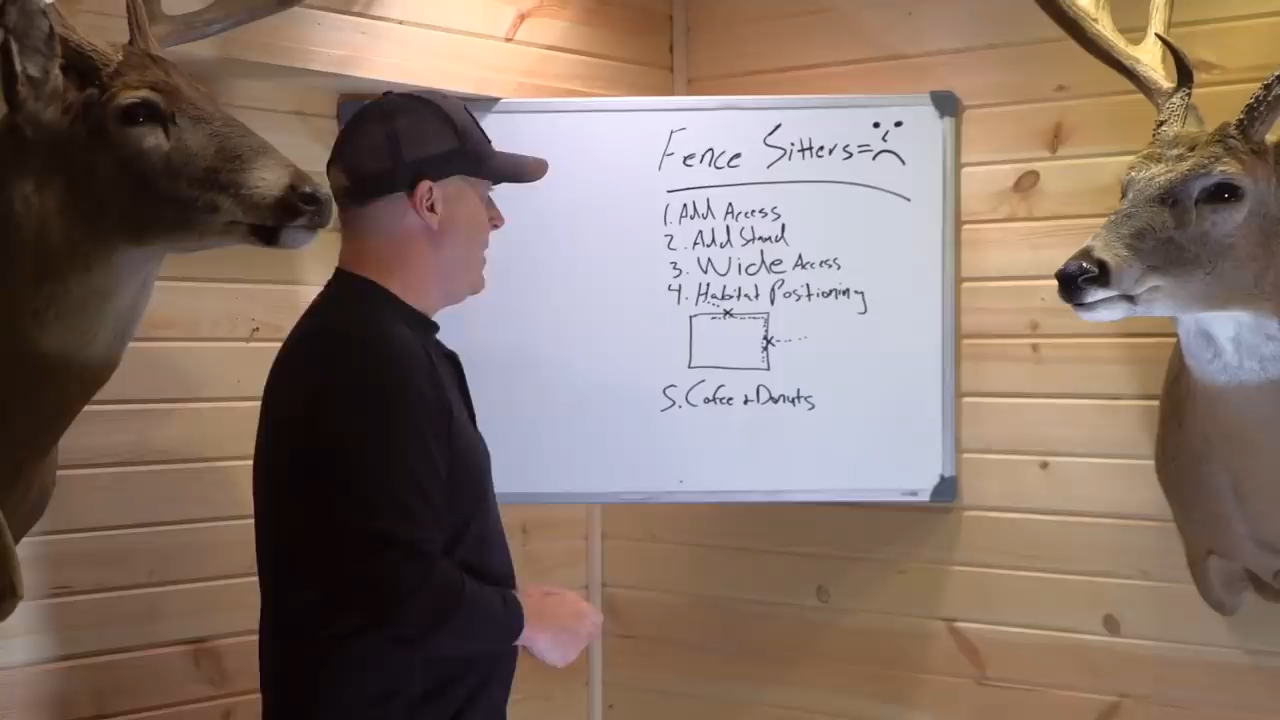 Fence Sitters=
1. Add Access
2. Add Stand
3. Wide Access
4. Habitat Positioning
5. Cofee + Donuts